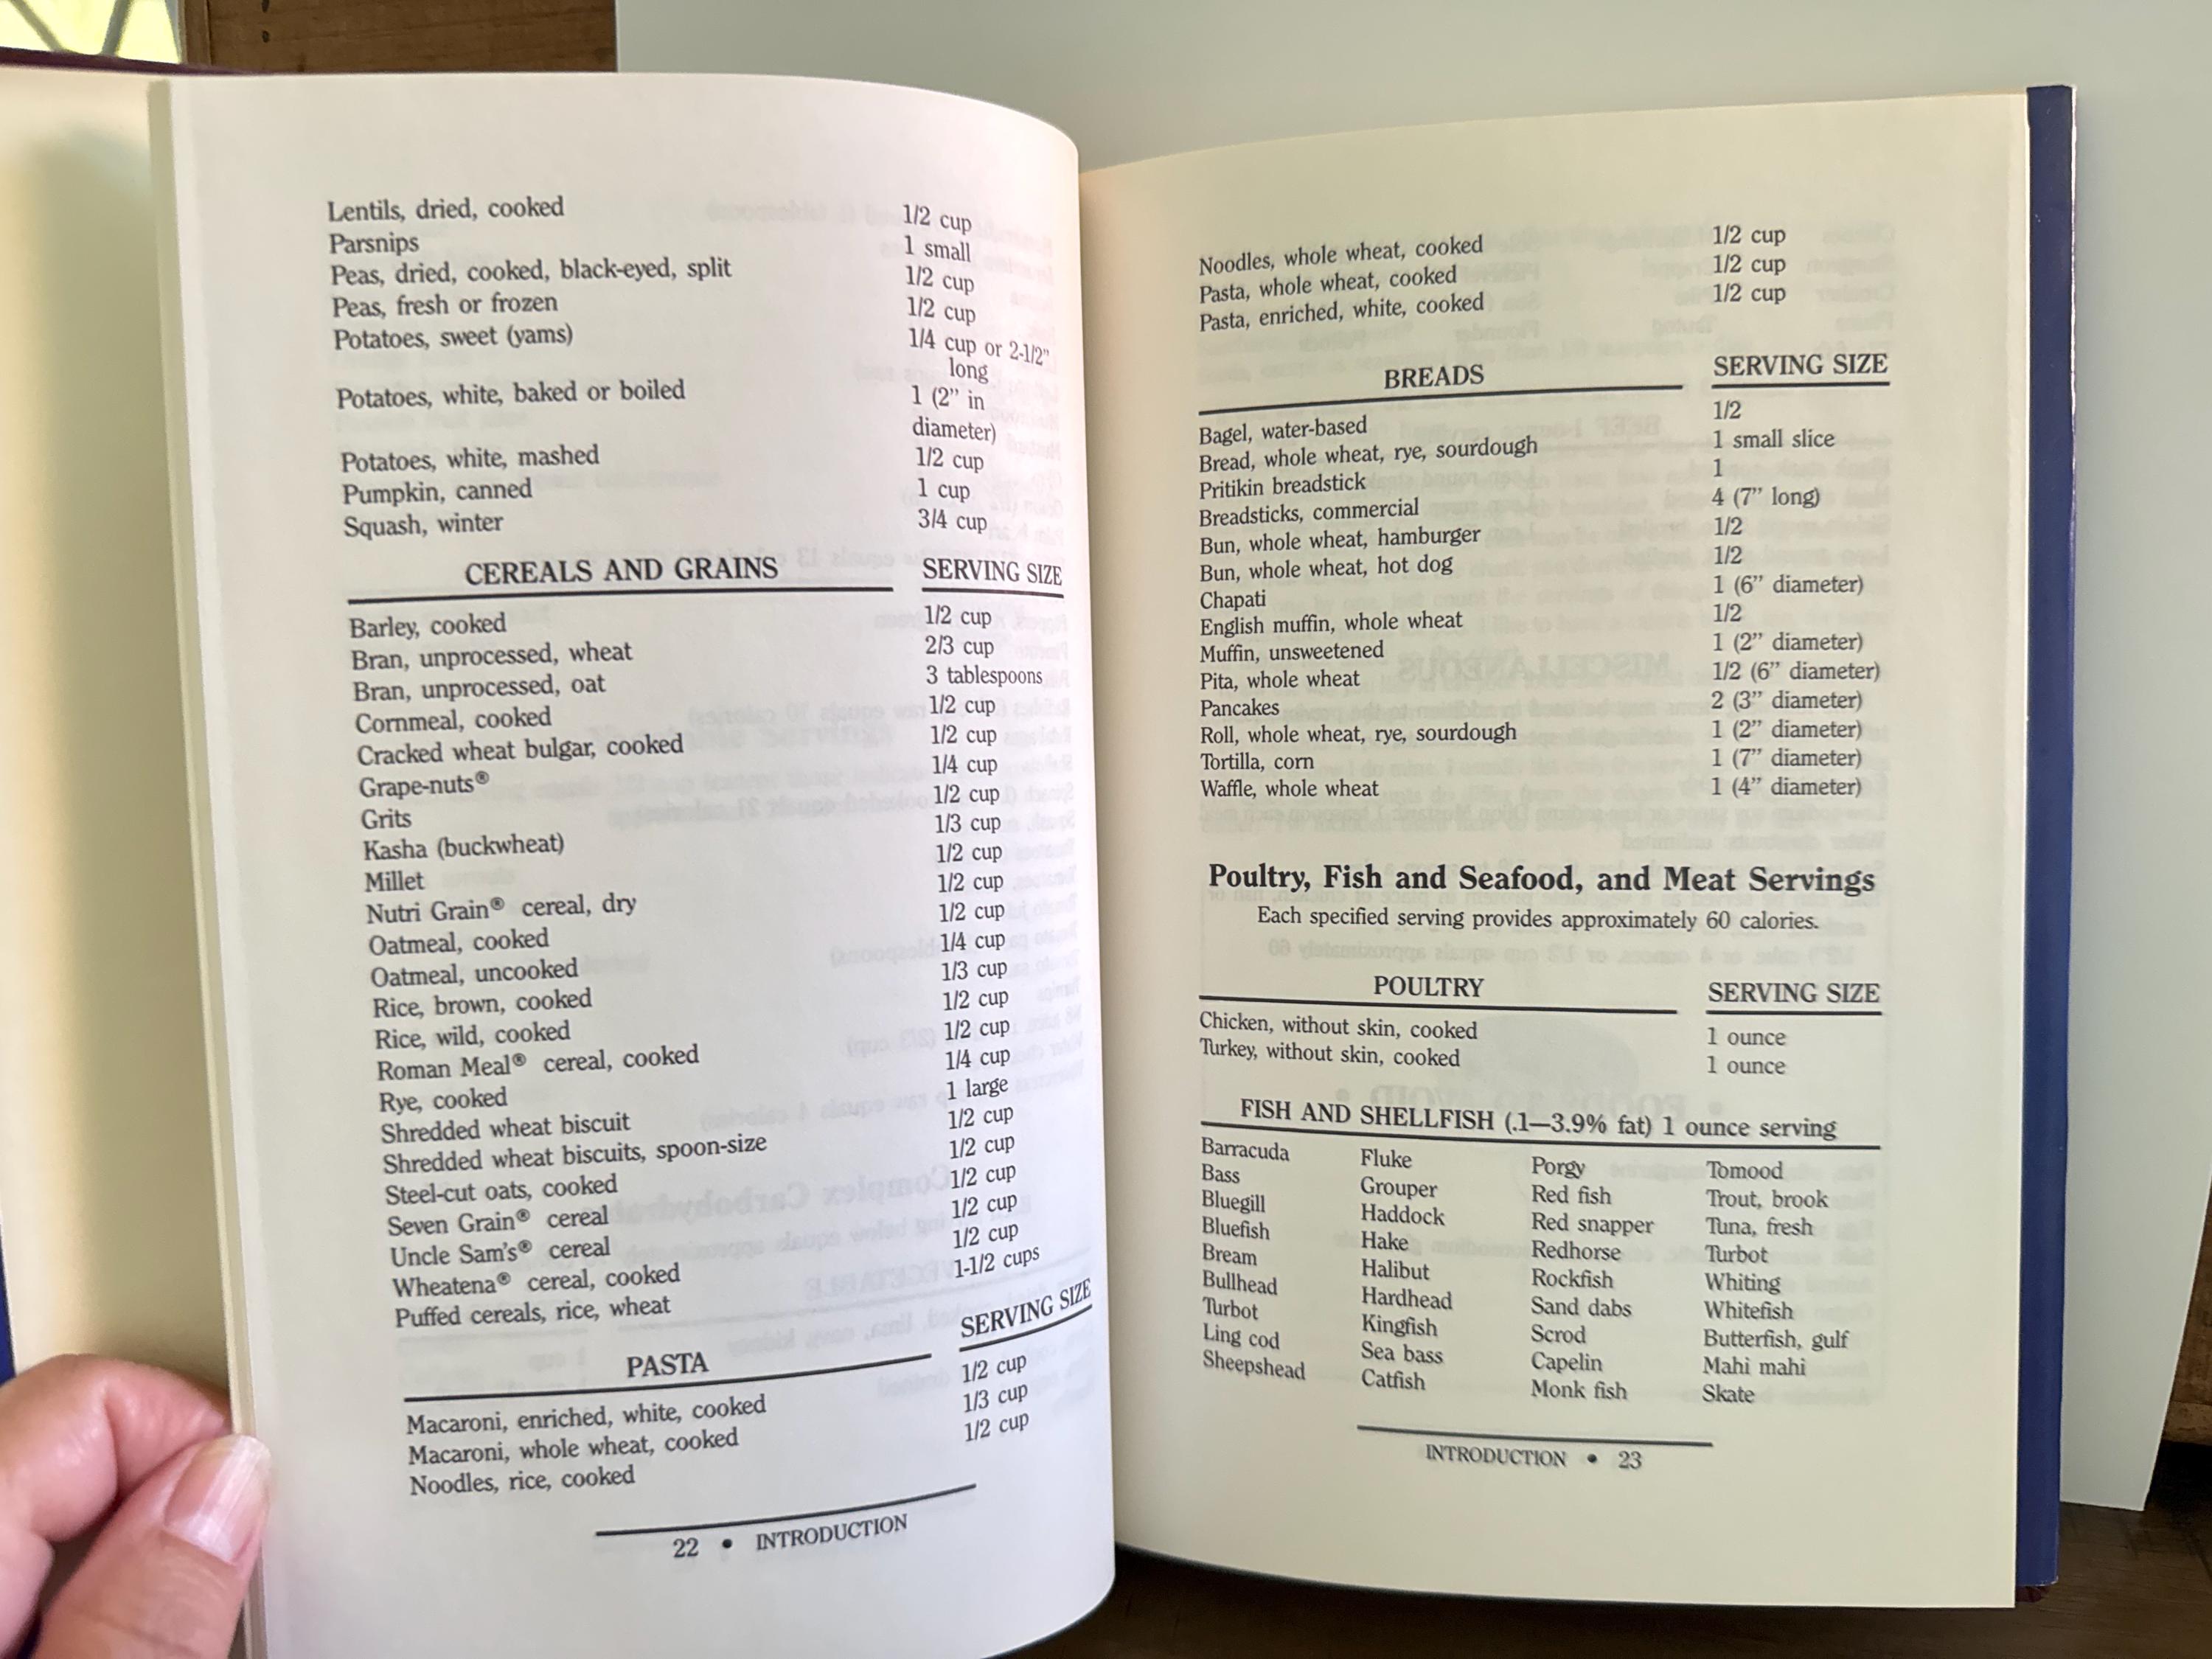 Lentils, dried, cooked 1/2 cup
Parsnips 1 small
Peas, dried, cooked, black-eyed, split 1/2 cup
Peas, fresh or frozen 1/2 cup
Potatoes, sweet (yams) 1/4 cup or 2-1/2”
long
Potatoes, white, baked or boiled 1 (2” in
diameter)
Potatoes, white, mashed 1/2 cup
Pumpkin, canned 1 cup
Squash, winter 3/4 cup
CEREALS AND GRAINS SERVING SIZE
Barley, cooked 1/2 cup
Bran, unprocessed, wheat 2/3 cup
Bran, unprocessed, oat 3 tablespoons
Cornmeal, cooked 1/2 cup
Cracked wheat bulgar, cooked 1/2 cup
Grape-nuts® 1/4 cup
Grits 1/2 cup
Kasha (buckwheat) 1/3 cup
Millet 1/2 cup
Nutri Grain® cereal, dry 1/2 cup
Oatmeal, cooked 1/2 cup
Oatmeal, uncooked 1/4 cup
Rice, brown, cooked 1/3 cup
Rice, wild, cooked 1/2 cup
Roman Meal® cereal, cooked 1/2 cup
Rye, cooked 1/4 cup
Shredded wheat biscuit 1 large
Shredded wheat biscuits, spoon-size 1/2 cup
Steel-cut oats, cooked 1/2 cup
Seven Grain® cereal 1/2 cup
Uncle Sam’s® cereal 1/2 cup
Wheatena® cereal, cooked 1/2 cup
Puffed cereals, rice, wheat 1-1/2 cups
PASTA SERVING SIZE
Macaroni, enriched, white, cooked 1/2 cup
Macaroni, whole wheat, cooked 1/3 cup
Noodles, rice, cooked 1/2 cup
22 • INTRODUCTION
Noodles, whole wheat, cooked 1/2 cup
Pasta, whole wheat, cooked 1/2 cup
Pasta, enriched, white, cooked 1/2 cup
BREADS SERVING SIZE
Bagel, water-based 1/2
Bread, whole wheat, rye, sourdough 1 small slice
Pritikin breadstick 1
Breadsticks, commercial 4 (7” long)
Bun, whole wheat, hamburger 1/2
Bun, whole wheat, hot dog 1/2
Chapati 1 (6” diameter)
English muffin, whole wheat 1/2
Muffin, unsweetened 1 (2” diameter)
Pita, whole wheat 1/2 (6” diameter)
Pancakes 2 (3” diameter)
Roll, whole wheat, rye, sourdough 1 (2” diameter)
Tortilla, corn 1 (7” diameter)
Waffle, whole wheat 1 (4” diameter)
Poultry, Fish and Seafood, and Meat Servings
Each specified serving provides approximately 60 calories.
POULTRY SERVING SIZE
Chicken, without skin, cooked 1 ounce
Turkey, without skin, cooked 1 ounce
FISH AND SHELLFISH (.1—3.9% fat) 1 ounce serving
Barracuda Fluke Porgy Tomood
Bass Grouper Red fish Trout, brook
Bluegill Haddock Red snapper Tuna, fresh
Bluefish Hake Redhorse Turbot
Bream Halibut Rockfish Whiting
Bullhead Hardhead Sand dabs Whitefish
Turbot Kingfish Scrod Butterfish, gulf
Ling cod Sea bass Capelin Mahi mahi
Sheepshead Catfish Monk fish Skate
INTRODUCTION • 23